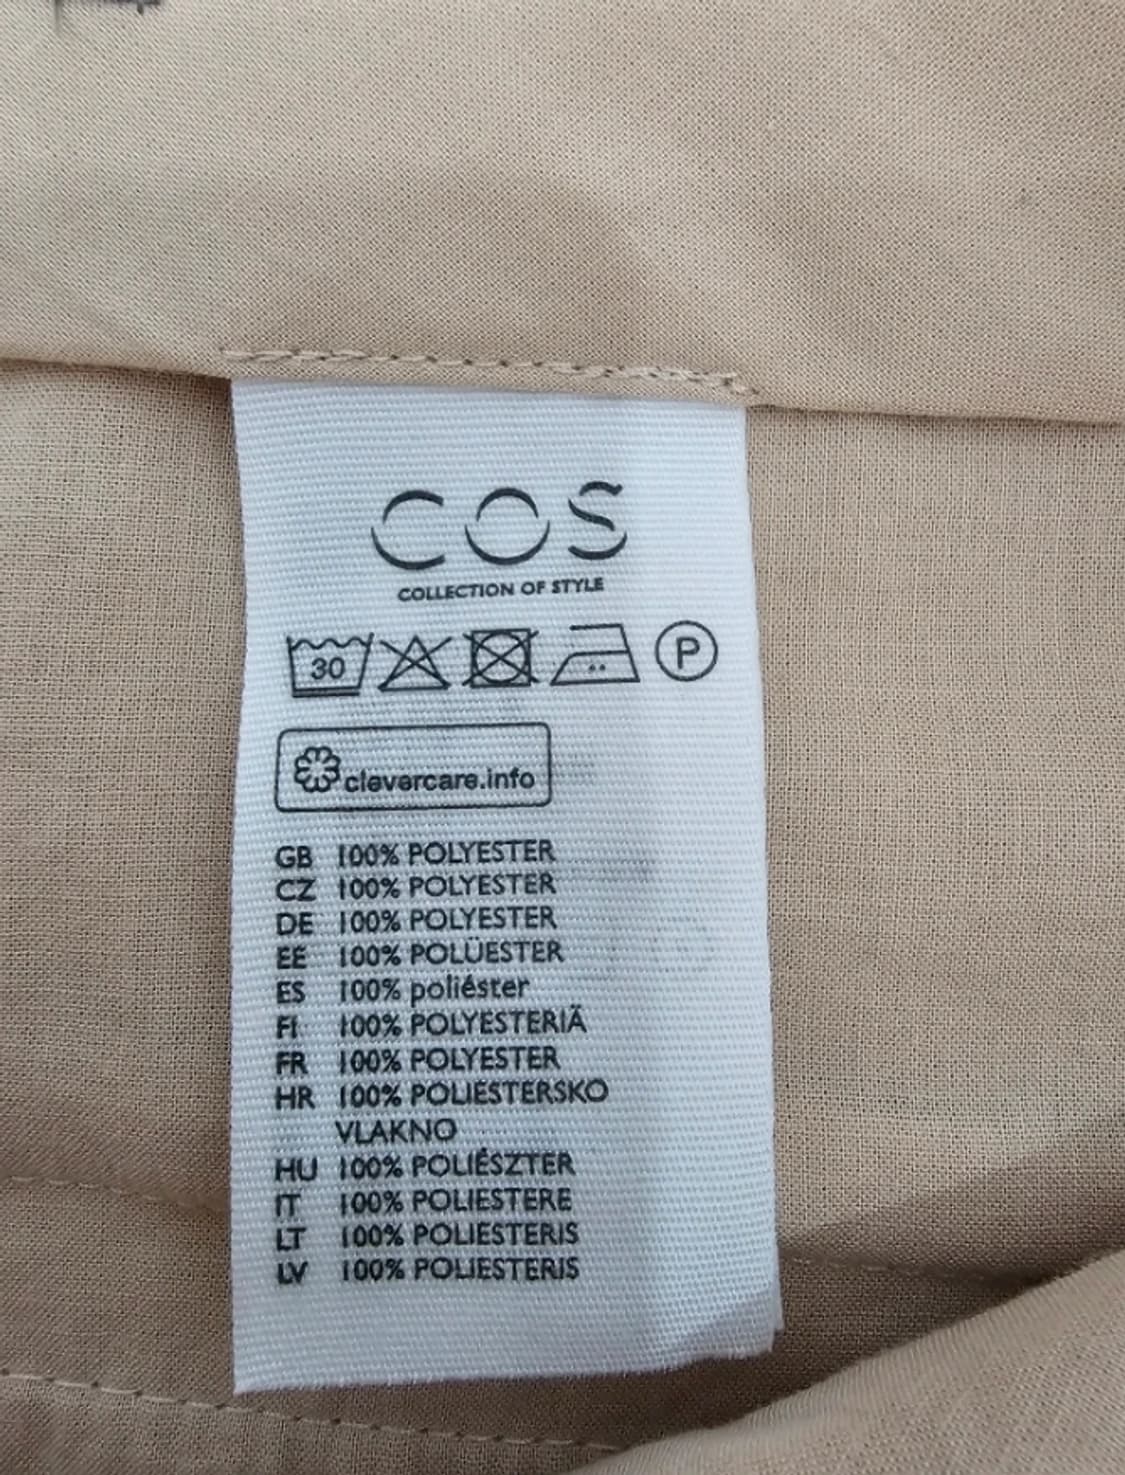 COS
COLLECTION OF STYLE
30 P
clevercare.info
GB 100% POLYESTER
CZ 100% POLYESTER
DE 100% POLYESTER
EE 100% POLÜESTER
ES 100% poliéster
FI 100% POLYESTERIÄ
FR 100% POLYESTER
HR 100% POLIESTERSKO
VLAKNO
HU 100% POLIÉSZTER
IT 100% POLIESTERE
LT 100% POLIESTERIS
LV 100% POLIESTERIS